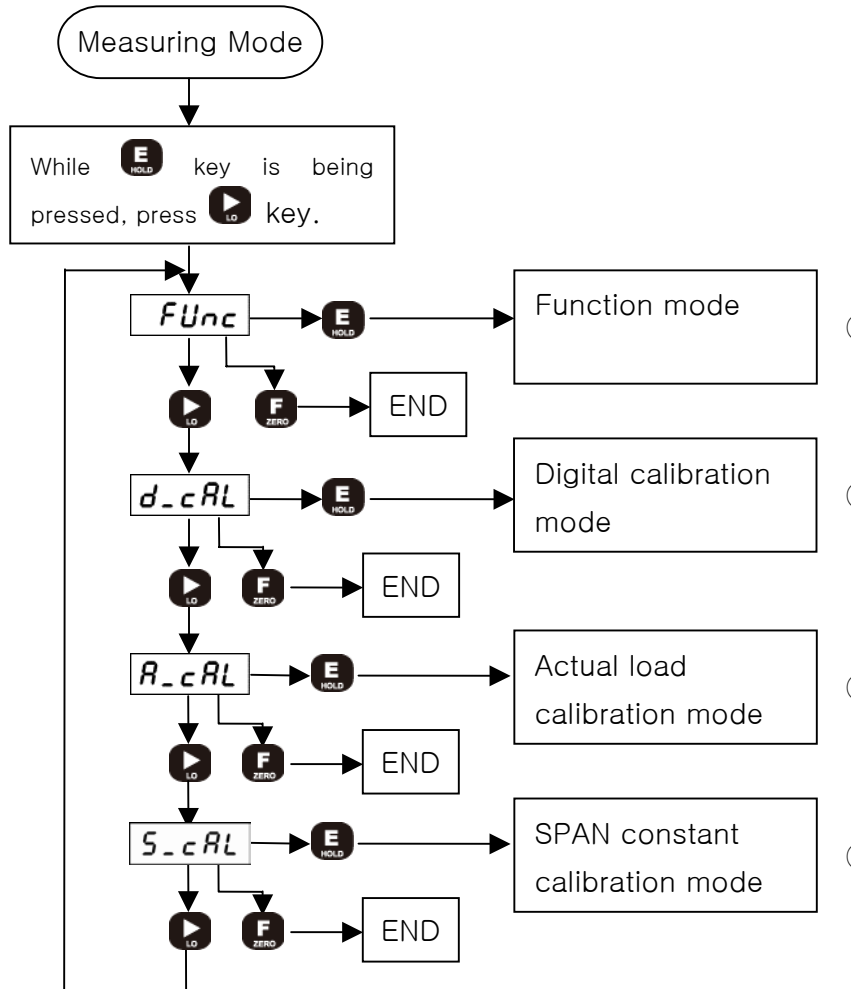 Measuring Mode
While E HOLD key is being
pressed, press LO key.
FUnc
E HOLD
Function mode
LO
F ZERO
END
d_cAL
E HOLD
Digital calibration
mode
LO
F ZERO
END
A_cAL
E HOLD
Actual load
calibration mode
LO
F ZERO
END
S_cAL
E HOLD
SPAN constant
calibration mode
LO
F ZERO
END